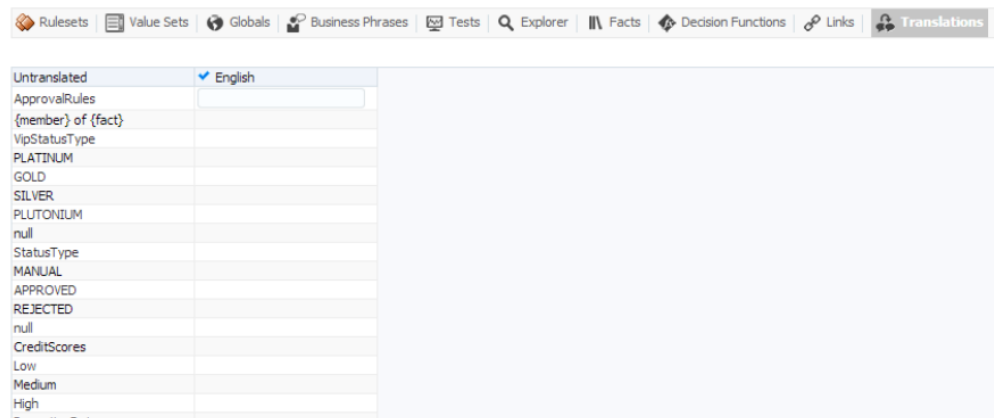 Rulesets Value Sets Globals Business Phrases Tests Explorer Facts Decision Functions Links Translations
Untranslated English
ApprovalRules
{member} of {fact}
VipStatusType
PLATINUM
GOLD
SILVER
PLUTONIUM
null
StatusType
MANUAL
APPROVED
REJECTED
null
CreditScores
Low
Medium
High